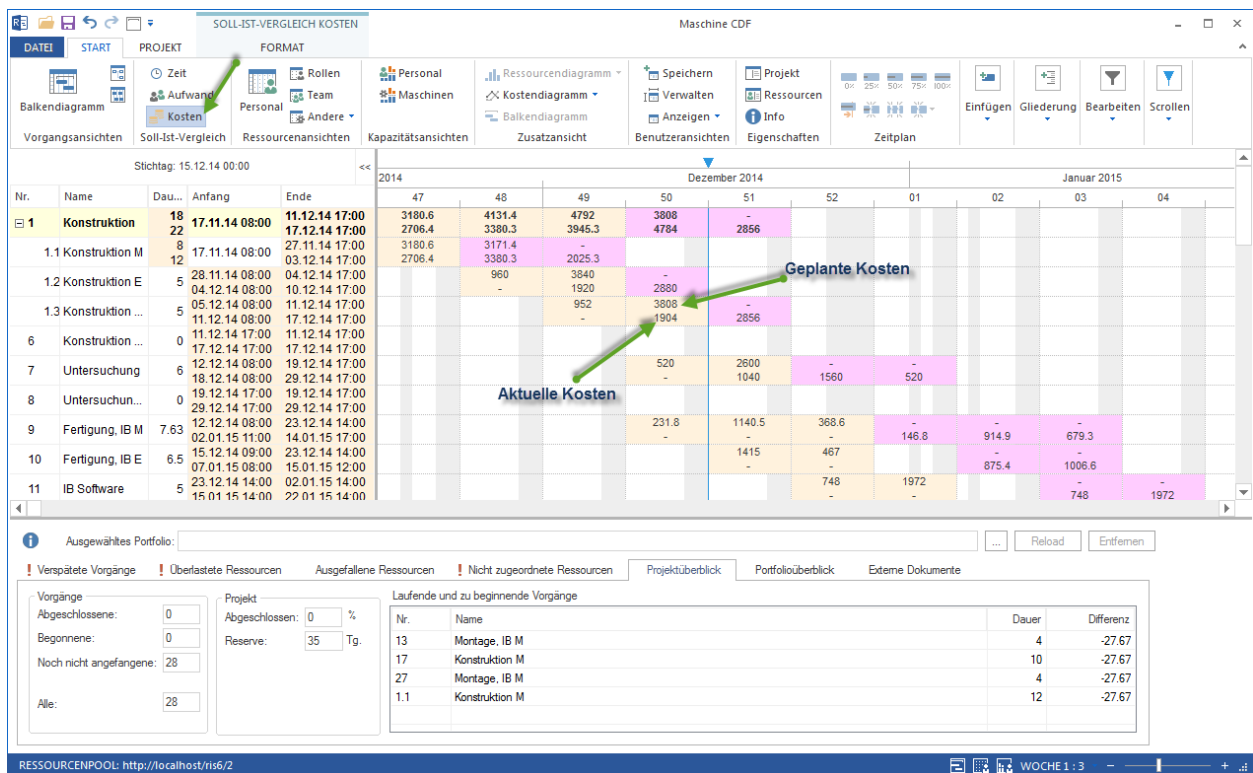 SOLL-IST-VERGLEICH KOSTEN
Maschine CDF
DATEI START PROJEKT FORMAT
Zeit Rollen Personal Ressourcendiagramm Speichern Projekt
0× 25× 50× 75× 100×
Aufwand Team Maschinen Kostendiagramm Verwalten Ressourcen
Balkendiagramm Kosten Personal Andere Balkendiagramm Anzeigen Info Einfügen Gliederung Bearbeiten Scrollen
Vorgangsansichten Soll-Ist-Vergleich Ressourcenansichten Kapazitätsansichten Zusatzansicht Benutzeransichten Eigenschaften Zeitplan
Stichtag: 15.12.14 00:00 <<
2014 Dezember 2014 Januar 2015
Nr. Name Dau... Anfang Ende 47 48 49 50 51 52 01 02 03 04
1 Konstruktion 18 17.11.14 08:00 11.12.14 17:00 3180.6 4131.4 4792 3808 -
22 17.12.14 17:00 2706.4 3380.3 3945.3 4784 2856
1.1 Konstruktion M 8 17.11.14 08:00 27.11.14 17:00 3180.6 3171.4 -
12 03.12.14 17:00 2706.4 3380.3 2025.3
1.2 Konstruktion E 5 28.11.14 08:00 04.12.14 17:00 960 3840 -
04.12.14 08:00 10.12.14 17:00 - 1920 2880
Geplante Kosten
1.3 Konstruktion ... 5 05.12.14 08:00 11.12.14 17:00 952 3808 -
11.12.14 08:00 17.12.14 17:00 - 1904 2856
6 Konstruktion ... 0 11.12.14 17:00 11.12.14 17:00
17.12.14 17:00 17.12.14 17:00
7 Untersuchung 6 12.12.14 08:00 19.12.14 17:00 520 2600 - -
18.12.14 08:00 29.12.14 17:00 - 1040 1560 520
Aktuelle Kosten
8 Untersuchun... 0 19.12.14 17:00 19.12.14 17:00
29.12.14 17:00 29.12.14 17:00
9 Fertigung, IB M 7.63 12.12.14 08:00 23.12.14 14:00 231.8 1140.5 368.6 - - -
02.01.15 11:00 14.01.15 17:00 - - - 146.8 914.9 679.3
10 Fertigung, IB E 6.5 15.12.14 09:00 23.12.14 14:00 1415 467 - -
07.01.15 08:00 15.01.15 12:00 - - 875.4 1006.6
11 IB Software 5 23.12.14 14:00 02.01.15 14:00 748 1972 - -
15.01.15 14:00 22.01.15 14:00 - - 748 1972
Ausgewähltes Portfolio: ... Reload Entfernen
! Verspätete Vorgänge ! Überlastete Ressourcen Ausgefallene Ressourcen ! Nicht zugeordnete Ressourcen Projektüberblick Portfolioüberblick Externe Dokumente
Vorgänge
Abgeschlossene: 0
Begonnene: 0
Noch nicht angefangene: 28
Alle: 28
Projekt
Abgeschlossen: 0 %
Reserve: 35 Tg.
Laufende und zu beginnende Vorgänge
Nr. Name Dauer Differenz
13 Montage, IB M 4 -27.67
17 Konstruktion M 10 -27.67
27 Montage, IB M 4 -27.67
1.1 Konstruktion M 12 -27.67
RESSOURCENPOOL: http://localhost/ris6/2 WOCHE 1 : 3 - +